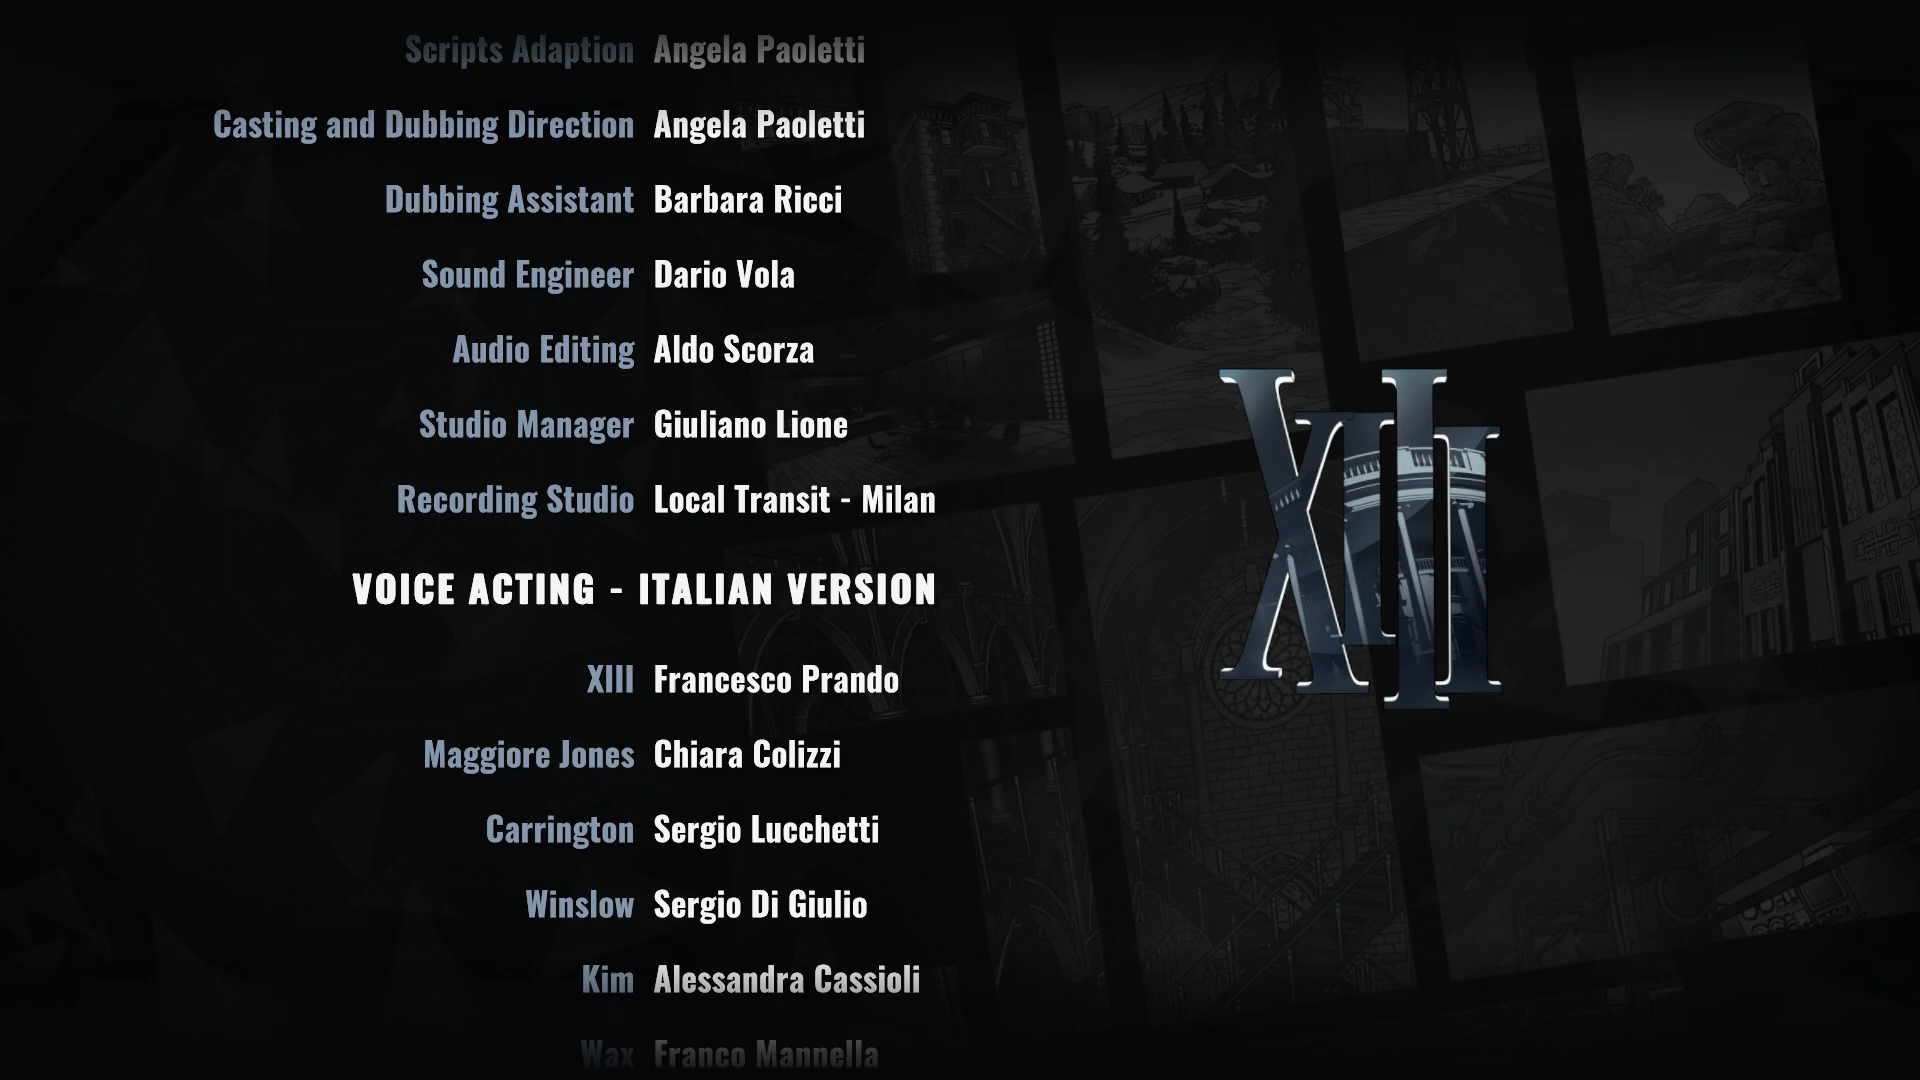 Scripts Adaption Angela Paoletti
Casting and Dubbing Direction Angela Paoletti
Dubbing Assistant Barbara Ricci
Sound Engineer Dario Vola
Audio Editing Aldo Scorza
Studio Manager Giuliano Lione
Recording Studio Local Transit - Milan
VOICE ACTING - ITALIAN VERSION
XIII Francesco Prando
Maggiore Jones Chiara Colizzi
Carrington Sergio Lucchetti
Winslow Sergio Di Giulio
Kim Alessandra Cassioli
Wax Franco Mannella
XIII